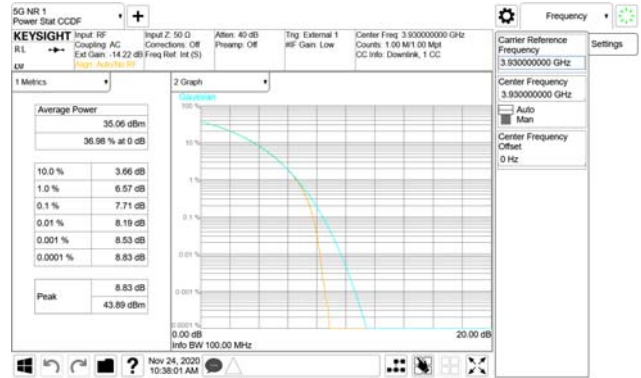 5G NR 1
Power Stat CCDF
Frequency
KEYSIGHT
RL
Input: RF
Coupling: AC
Ext Gain: -14.22 dB
Align: Auto/No RF
Input Z: 50 Ω
Corrections: Off
Freq Ref: Int (S)
Atten: 40 dB
Preamp: Off
Trig: External 1
#IF Gain: Low
Center Freq: 3.930000000 GHz
Counts: 1.00 M/1.00 Mpt
CC Info: Downlink, 1 CC
Carrier Reference
Frequency
3.930000000 GHz
Settings
Center Frequency
3.930000000 GHz
Auto
Man
Center Frequency
Offset
0 Hz
1 Metrics
Average Power
35.06 dBm
36.98 % at 0 dB
10.0 % 3.66 dB
1.0 % 6.57 dB
0.1 % 7.71 dB
0.01 % 8.19 dB
0.001 % 8.53 dB
0.0001 % 8.83 dB
Peak
8.83 dB
43.89 dBm
2 Graph
Gaussian
100 %
10 %
1 %
0.1 %
0.01 %
0.001 %
0.0001 %
0.00 dB
20.00 dB
Info BW 100.00 MHz
?
Nov 24, 2020
10:38:01 AM